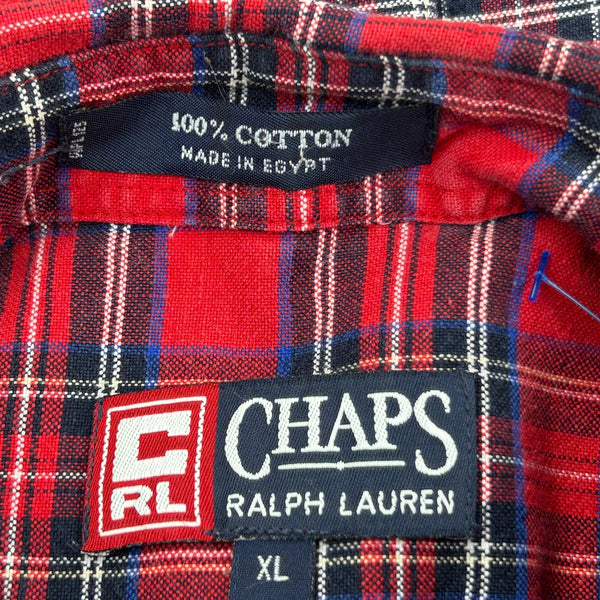 100% COTTON
MADE IN EGYPT
C
RL
CHAPS
RALPH LAUREN
XL